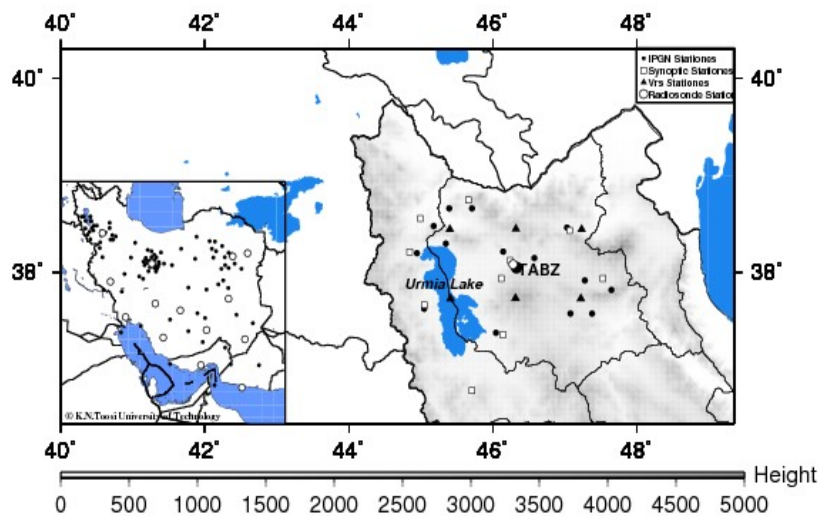 40 42 44 46 48
40° 40°
IPGN Stationes
Synoptic Stationes
Vrs Stationes
Radiosonde Station
38° 38°
TABZ
Urmia Lake
© K.N.Toosi University of Technology
40° 42° 44° 46° 48°
Height
0 500 1000 1500 2000 2500 3000 3500 4000 5000